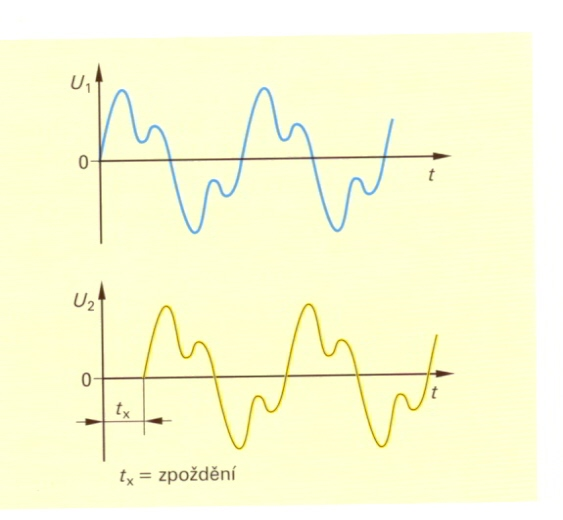 U₁
0
t
U₂
0
t
tₓ
tₓ = zpoždění